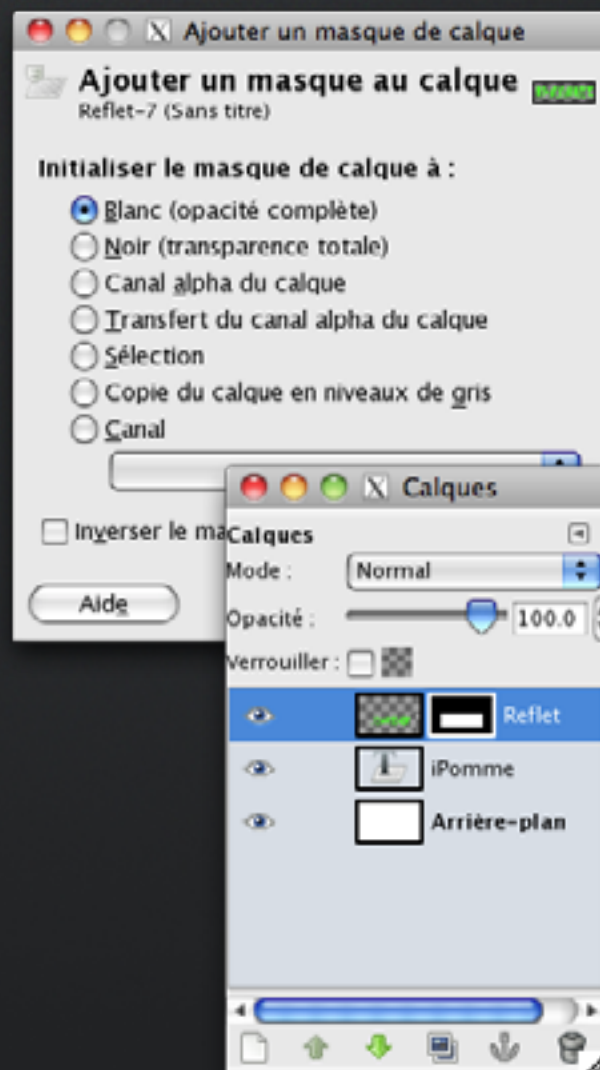 Ajouter un masque de calque
Ajouter un masque au calque
Reflet-7 (Sans titre)
Initialiser le masque de calque à :
Blanc (opacité complète)
Noir (transparence totale)
Canal alpha du calque
Transfert du canal alpha du calque
Sélection
Copie du calque en niveaux de gris
Canal
Inverser le ma
Aide
Calques
Calques
Mode :
Normal
Opacité :
100.0
Verrouiller :
Reflet
iPomme
Arrière-plan